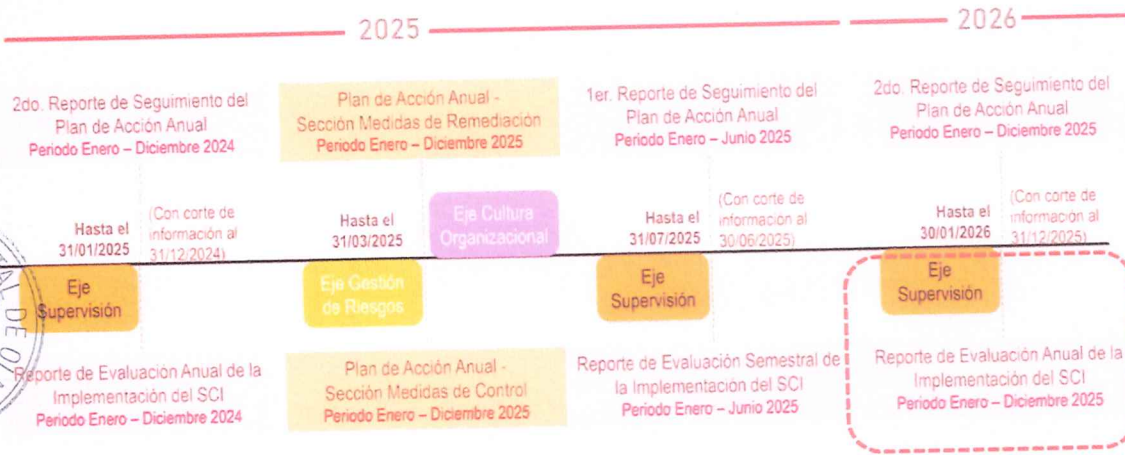 2025
2026
2do. Reporte de Seguimiento del
Plan de Acción Anual
Periodo Enero – Diciembre 2024
Plan de Acción Anual -
Sección Medidas de Remediación
Periodo Enero – Diciembre 2025
1er. Reporte de Seguimiento del
Plan de Acción Anual
Periodo Enero – Junio 2025
2do. Reporte de Seguimiento del
Plan de Acción Anual
Periodo Enero – Diciembre 2025
Hasta el
31/01/2025
(Con corte de
información al
31/12/2024)
Hasta el
31/03/2025
Eje Cultura
Organizacional
Hasta el
31/07/2025
(Con corte de
información al
30/06/2025)
Hasta el
30/01/2026
(Con corte de
información al
31/12/2025)
Eje
Supervisión
Eje Gestión
de Riesgos
Eje
Supervisión
Eje
Supervisión
DE
Reporte de Evaluación Anual de la
Implementación del SCI
Periodo Enero – Diciembre 2024
Plan de Acción Anual -
Sección Medidas de Control
Periodo Enero – Diciembre 2025
Reporte de Evaluación Semestral de
la Implementación del SCI
Periodo Enero – Junio 2025
Reporte de Evaluación Anual de la
Implementación del SCI
Periodo Enero – Diciembre 2025